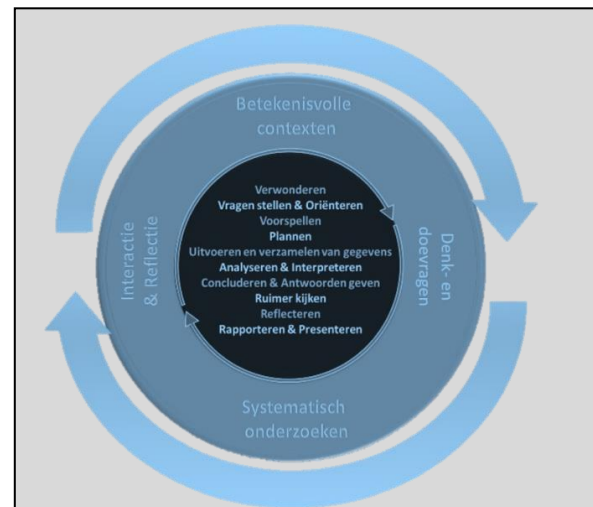 Betekenisvolle
contexten
Verwonderen
Vragen stellen & Oriënteren
Voorspellen
Plannen
Uitvoeren en verzamelen van gegevens
Analyseren & Interpreteren
Concluderen & Antwoorden geven
Ruimer kijken
Reflecteren
Rapporteren & Presenteren
Denk- en
doevragen
Systematisch
onderzoeken
Interactie
& Reflectie